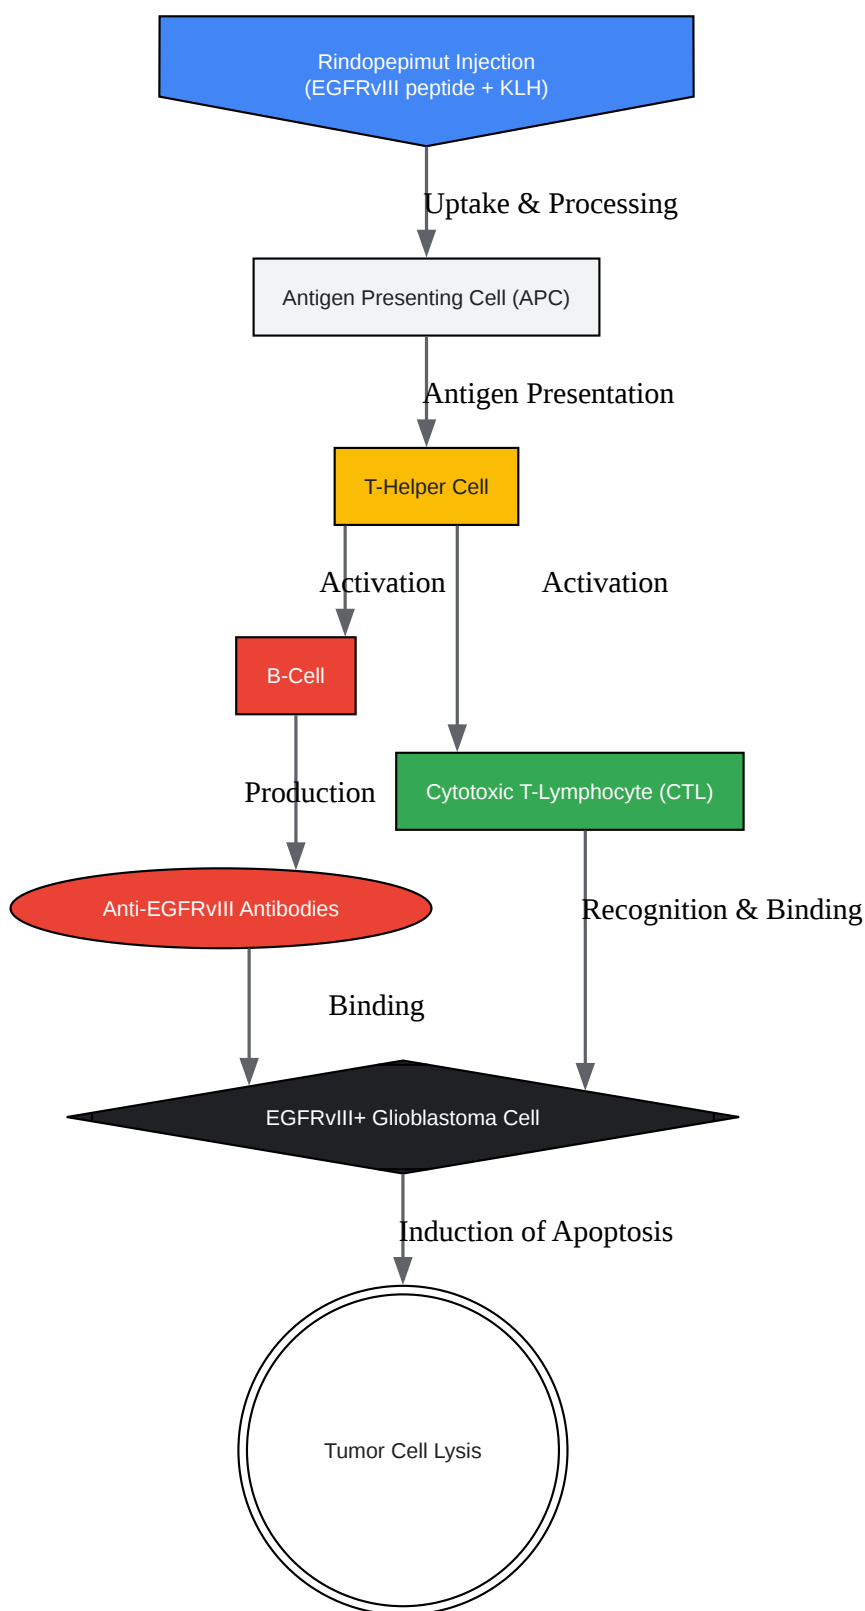 Rindopepimut Injection
(EGFRvIII peptide + KLH)
Uptake & Processing
Antigen Presenting Cell (APC)
Antigen Presentation
T-Helper Cell
Activation
Activation
B-Cell
Production
Cytotoxic T-Lymphocyte (CTL)
Anti-EGFRvIII Antibodies
Recognition & Binding
Binding
EGFRvIII+ Glioblastoma Cell
Induction of Apoptosis
Tumor Cell Lysis